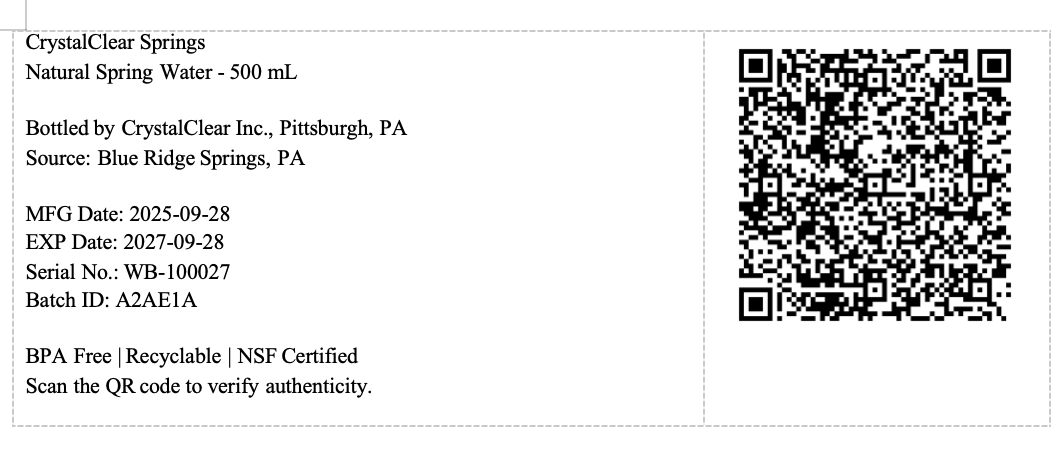 CrystalClear Springs
Natural Spring Water - 500 mL
Bottled by CrystalClear Inc., Pittsburgh, PA
Source: Blue Ridge Springs, PA
MFG Date: 2025-09-28
EXP Date: 2027-09-28
Serial No.: WB-100027
Batch ID: A2AE1A
BPA Free | Recyclable | NSF Certified
Scan the QR code to verify authenticity.